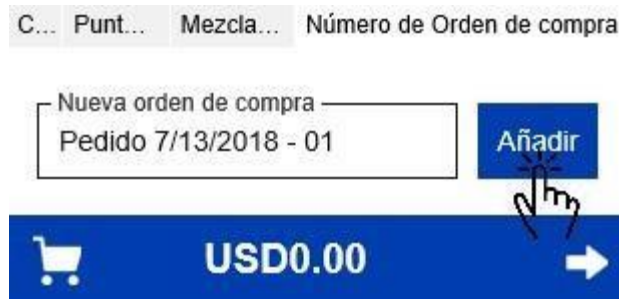 C... Punt... Mezcla... Número de Orden de compra
Nueva orden de compra
Pedido 7/13/2018 - 01
Añadir
USD0.00